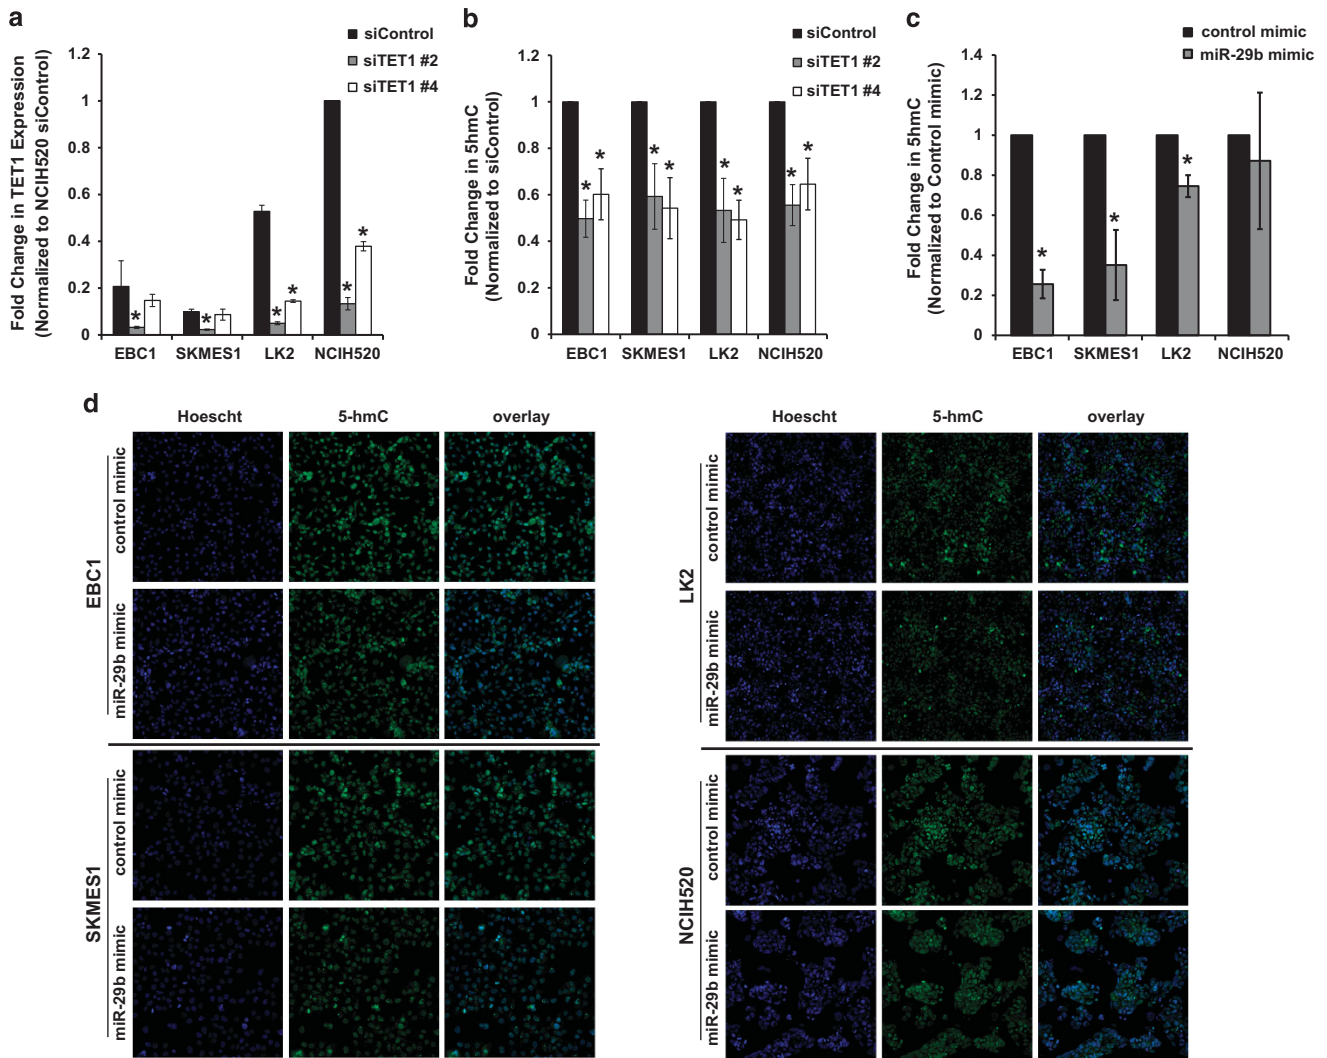 a
siControl
siTET1 #2
siTET1 #4
Fold Change in TET1 Expression
(Normalized to NCIH520 siControl)
1.2
1
0.8
0.6
0.4
0.2
0
*
*
*
*
*
*
EBC1 SKMES1 LK2 NCIH520
b
siControl
siTET1 #2
siTET1 #4
Fold Change in 5hmC
(Normalized to siControl)
1.2
1
0.8
0.6
0.4
0.2
0
*
*
*
*
*
*
*
*
EBC1 SKMES1 LK2 NCIH520
c
control mimic
miR-29b mimic
Fold Change in 5hmC
(Normalized to Control mimic)
1.4
1.2
1
0.8
0.6
0.4
0.2
0
*
*
*
EBC1 SKMES1 LK2 NCIH520
d
Hoescht 5-hmC overlay
EBC1
control mimic
miR-29b mimic
SKMES1
control mimic
miR-29b mimic
Hoescht 5-hmC overlay
LK2
control mimic
miR-29b mimic
NCIH520
control mimic
miR-29b mimic